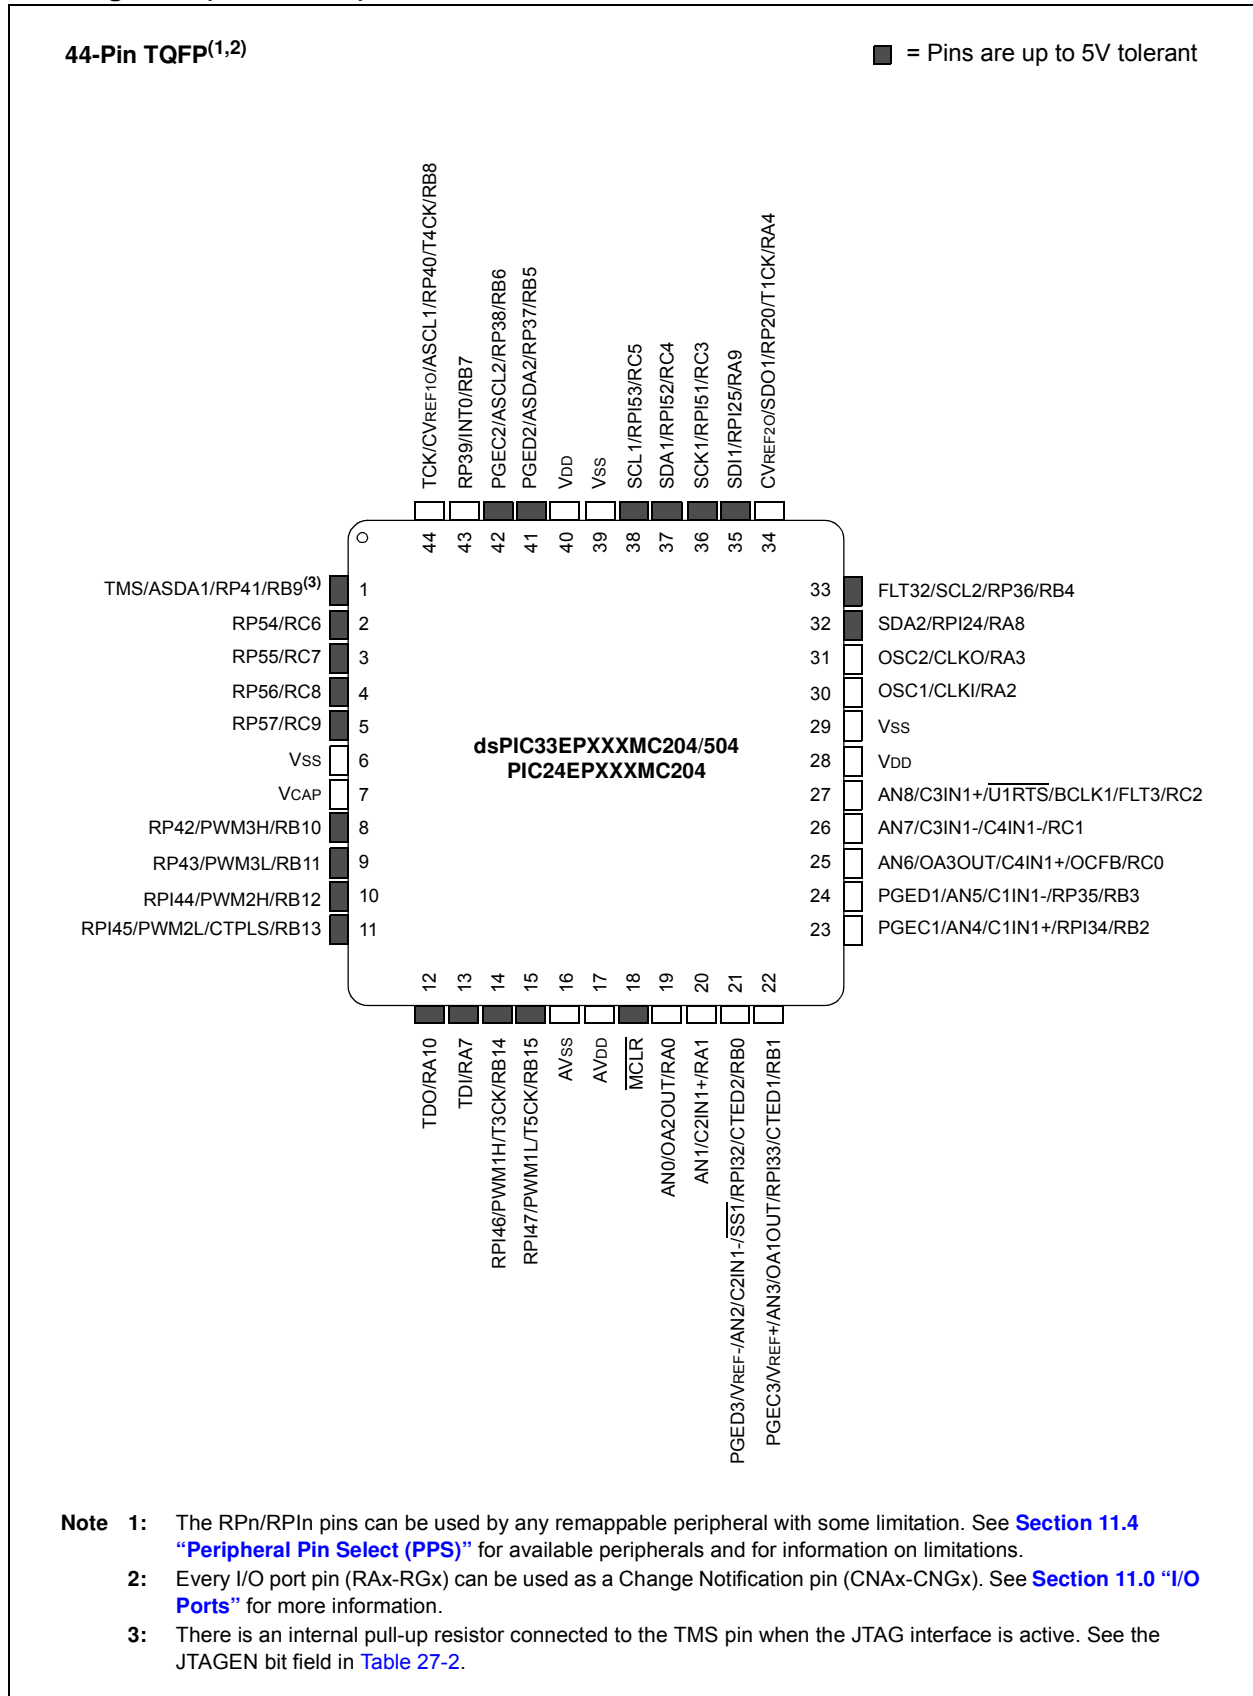 44-Pin TQFP(1,2)
= Pins are up to 5V tolerant
TCK/CVREF1O/ASCL1/RP40/T4CK/RB8
RP39/INT0/RB7
PGEC2/ASCL2/RP38/RB6
PGED2/ASDA2/RP37/RB5
VDD
VSS
SCL1/RPI53/RC5
SDA1/RPI52/RC4
SCK1/RPI51/RC3
SDI1/RPI25/RA9
CVREF2O/SDO1/RP20/T1CK/RA4
44 43 42 41 40 39 38 37 36 35 34
TMS/ASDA1/RP41/RB9(3) 1
RP54/RC6 2
RP55/RC7 3
RP56/RC8 4
RP57/RC9 5
VSS 6
VCAP 7
RP42/PWM3H/RB10 8
RP43/PWM3L/RB11 9
RPI44/PWM2H/RB12 10
RPI45/PWM2L/CTPLS/RB13 11
dsPIC33EPXXXMC204/504
PIC24EPXXXMC204
33 FLT32/SCL2/RP36/RB4
32 SDA2/RPI24/RA8
31 OSC2/CLKO/RA3
30 OSC1/CLKI/RA2
29 VSS
28 VDD
27 AN8/C3IN1+/U1RTS/BCLK1/FLT3/RC2
26 AN7/C3IN1-/C4IN1-/RC1
25 AN6/OA3OUT/C4IN1+/OCFB/RC0
24 PGED1/AN5/C1IN1-/RP35/RB3
23 PGEC1/AN4/C1IN1+/RPI34/RB2
12 13 14 15 16 17 18 19 20 21 22
TDO/RA10
TDI/RA7
RPI46/PWM1H/T3CK/RB14
RPI47/PWM1L/T5CK/RB15
AVSS
AVDD
MCLR
AN0/OA2OUT/RA0
AN1/C2IN1+/RA1
PGED3/VREF-/AN2/C2IN1-/SS1/RPI32/CTED2/RB0
PGEC3/VREF+/AN3/OA1OUT/RPI33/CTED1/RB1
Note 1: The RPn/RPIn pins can be used by any remappable peripheral with some limitation. See Section 11.4
“Peripheral Pin Select (PPS)” for available peripherals and for information on limitations.
2: Every I/O port pin (RAx-RGx) can be used as a Change Notification pin (CNAx-CNGx). See Section 11.0 “I/O
Ports” for more information.
3: There is an internal pull-up resistor connected to the TMS pin when the JTAG interface is active. See the
JTAGEN bit field in Table 27-2.